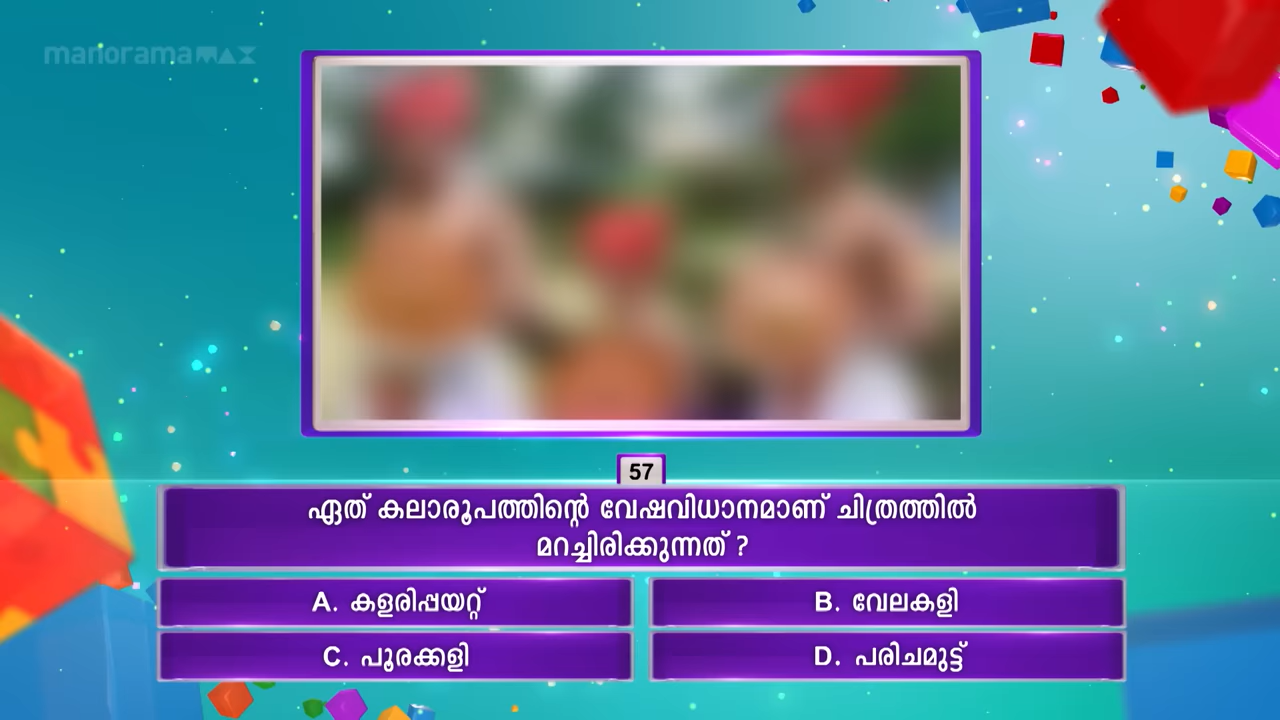 manorama MAX
57
ഏത് കലാരൂപത്തിന്റെ വേഷവിധാനമാണ് ചിത്രത്തിൽ
മറച്ചിരിക്കുന്നത് ?
A. കളരിപ്പയറ്റ്
B. വേലകളി
C. പൂരക്കളി
D. പരിചമുട്ട്